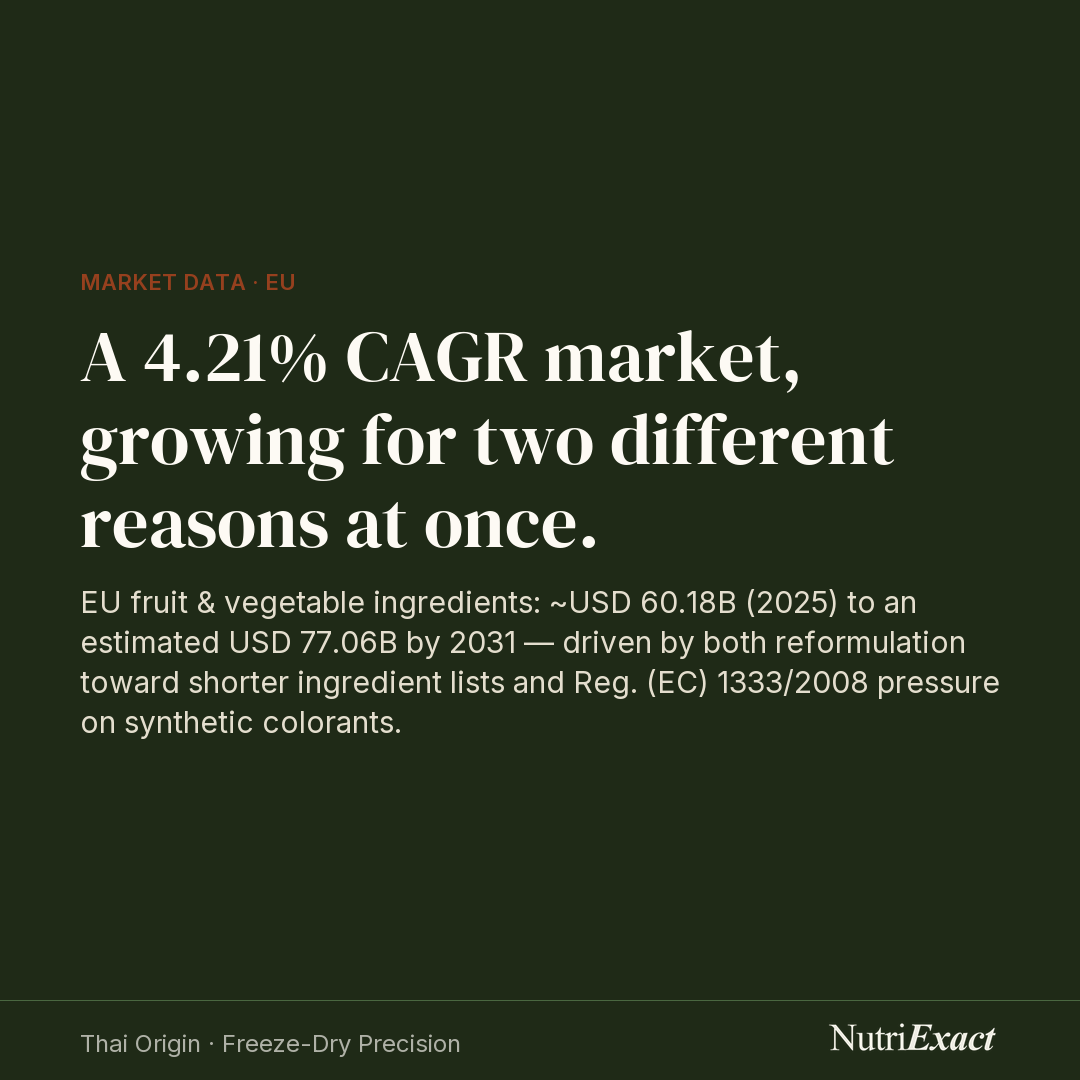 MARKET DATA · EU
A 4.21% CAGR market,
growing for two different
reasons at once.
EU fruit & vegetable ingredients: ~USD 60.18B (2025) to an
estimated USD 77.06B by 2031 — driven by both reformulation
toward shorter ingredient lists and Reg. (EC) 1333/2008 pressure
on synthetic colorants.
Thai Origin · Freeze-Dry Precision
NutriExact